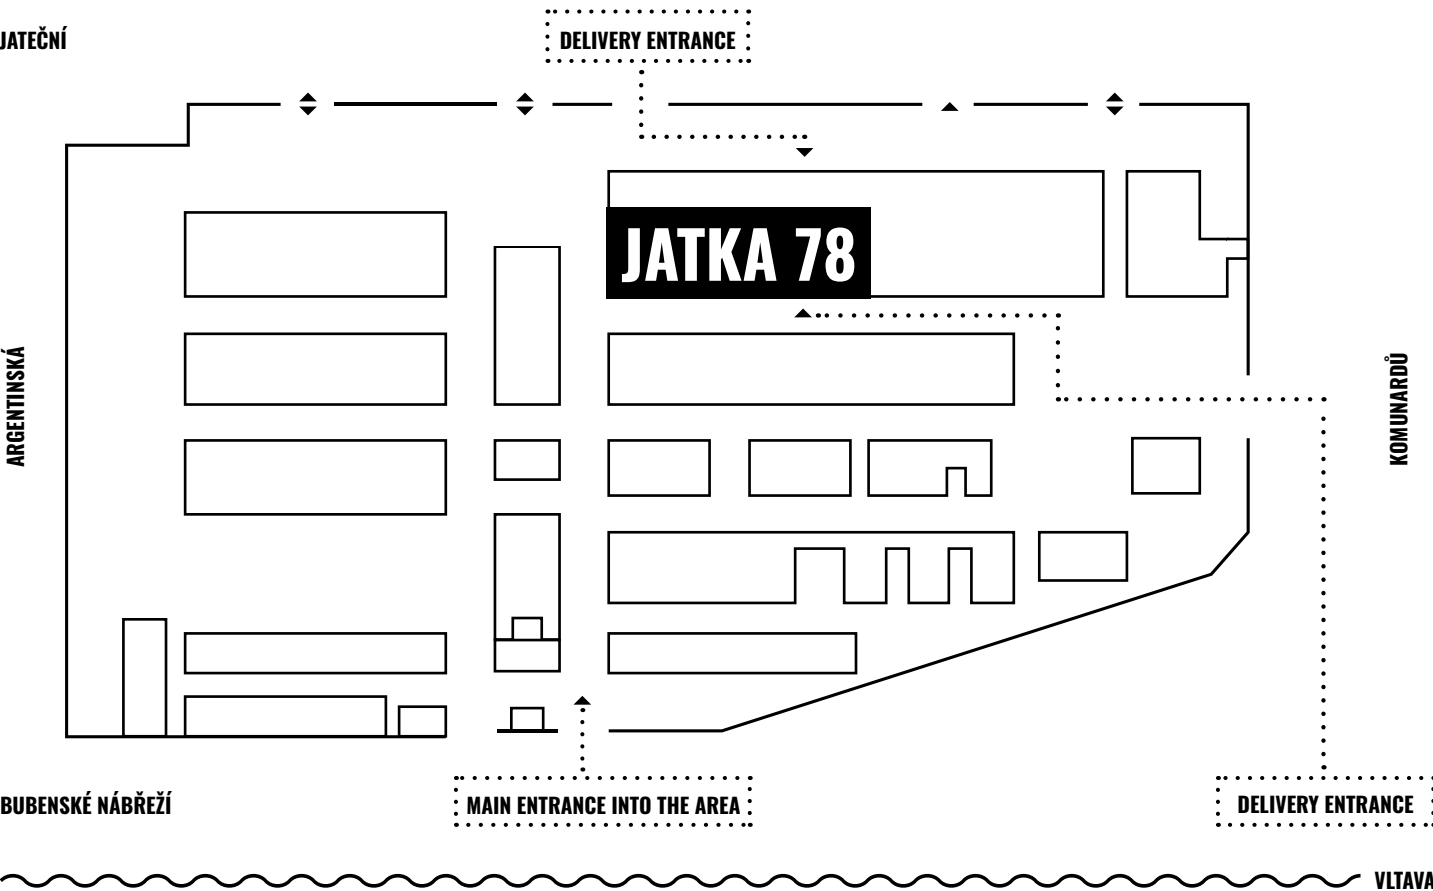 JATEČNÍ
DELIVERY ENTRANCE
JATKA 78
ARGENTINSKÁ
KOMUNARDŮ
BUBENSKÉ NÁBŘEŽÍ
MAIN ENTRANCE INTO THE AREA
DELIVERY ENTRANCE
VLTAVA